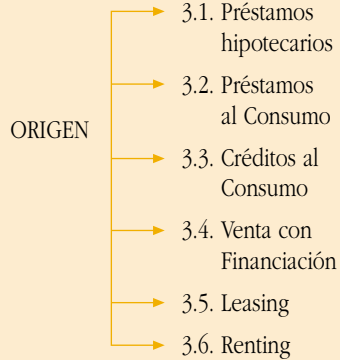 3.1. Préstamos
hipotecarios
3.2. Préstamos
al Consumo
ORIGEN
3.3. Créditos al
Consumo
3.4. Venta con
Financiación
3.5. Leasing
3.6. Renting